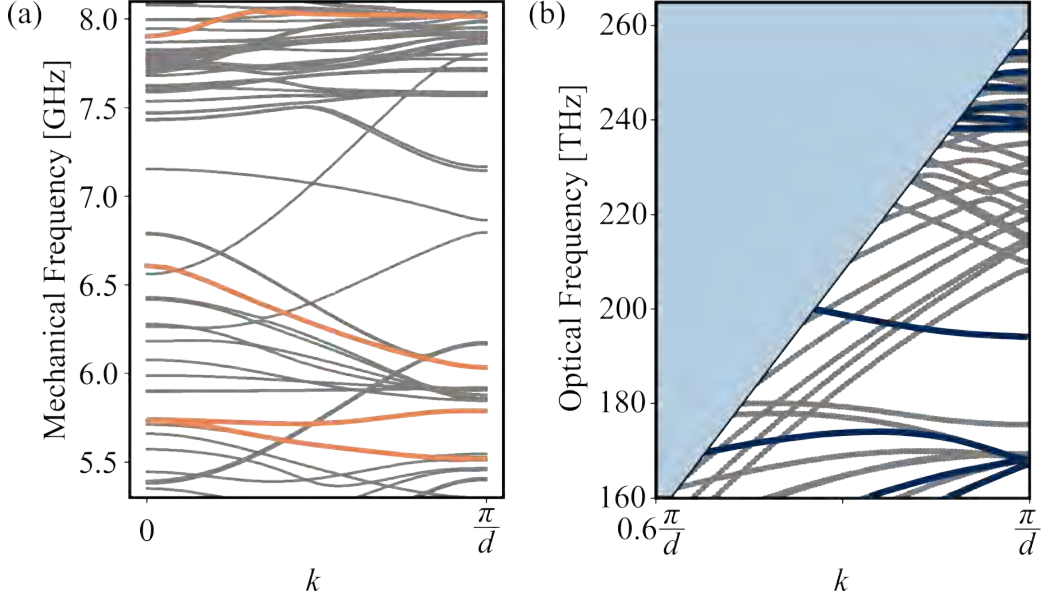 (a)
8.0
7.5
7.0
6.5
6.0
5.5
Mechanical Frequency [GHz]
0
π/d
k
(b)
260
240
220
200
180
160
Optical Frequency [THz]
0.6 π/d
π/d
k